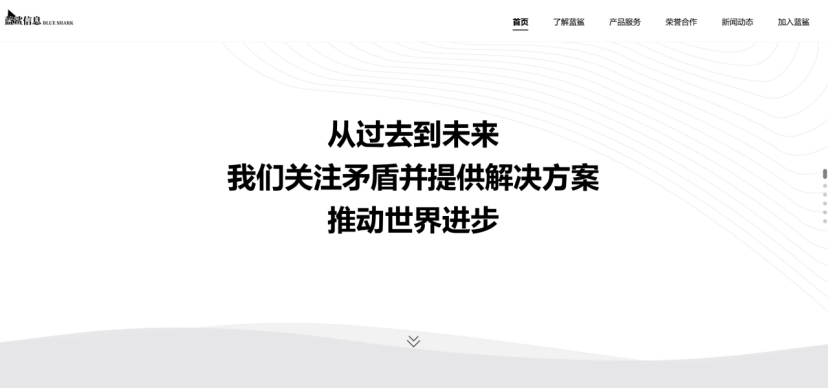 蓝鲨信息 BLUE SHARK
首页 了解蓝鲨 产品服务 荣誉合作 新闻动态 加入蓝鲨
从过去到未来
我们关注矛盾并提供解决方案
推动世界进步